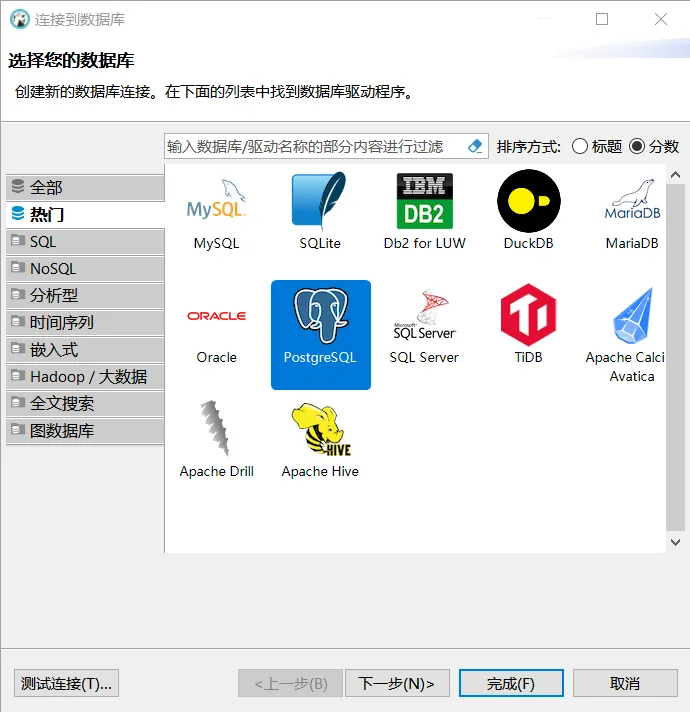 连接到数据库
选择您的数据库
创建新的数据库连接。在下面的列表中找到数据库驱动程序。
输入数据库/驱动名称的部分内容进行过滤
排序方式: 标题 分数
全部
热门
SQL
NoSQL
分析型
时间序列
嵌入式
Hadoop / 大数据
全文搜索
图数据库
MySQL
MySQL
SQLite
IBM
DB2
Db2 for LUW
DuckDB
MariaDB
MariaDB
ORACLE
Oracle
PostgreSQL
Microsoft
SQL Server
SQL Server
TiDB
Apache Calci
Avatica
Apache Drill
HIVE
Apache Hive
测试连接(T)...
<上一步(B)
下一步(N)>
完成(F)
取消